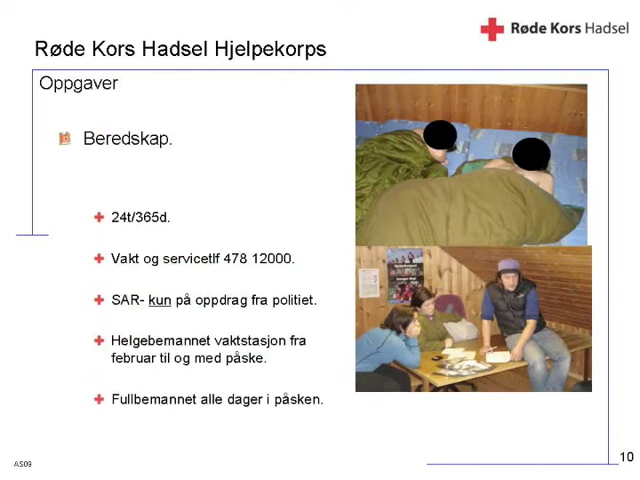 Røde Kors Hadsel
Røde Kors Hadsel Hjelpekorps
Oppgaver
Beredskap.
24t/365d.
Vakt og servicetlf 478 12000.
SAR- kun på oppdrag fra politiet.
Helgebemannet vaktstasjon fra
februar til og med påske.
Fullbemannet alle dager i påsken.
AS09
10